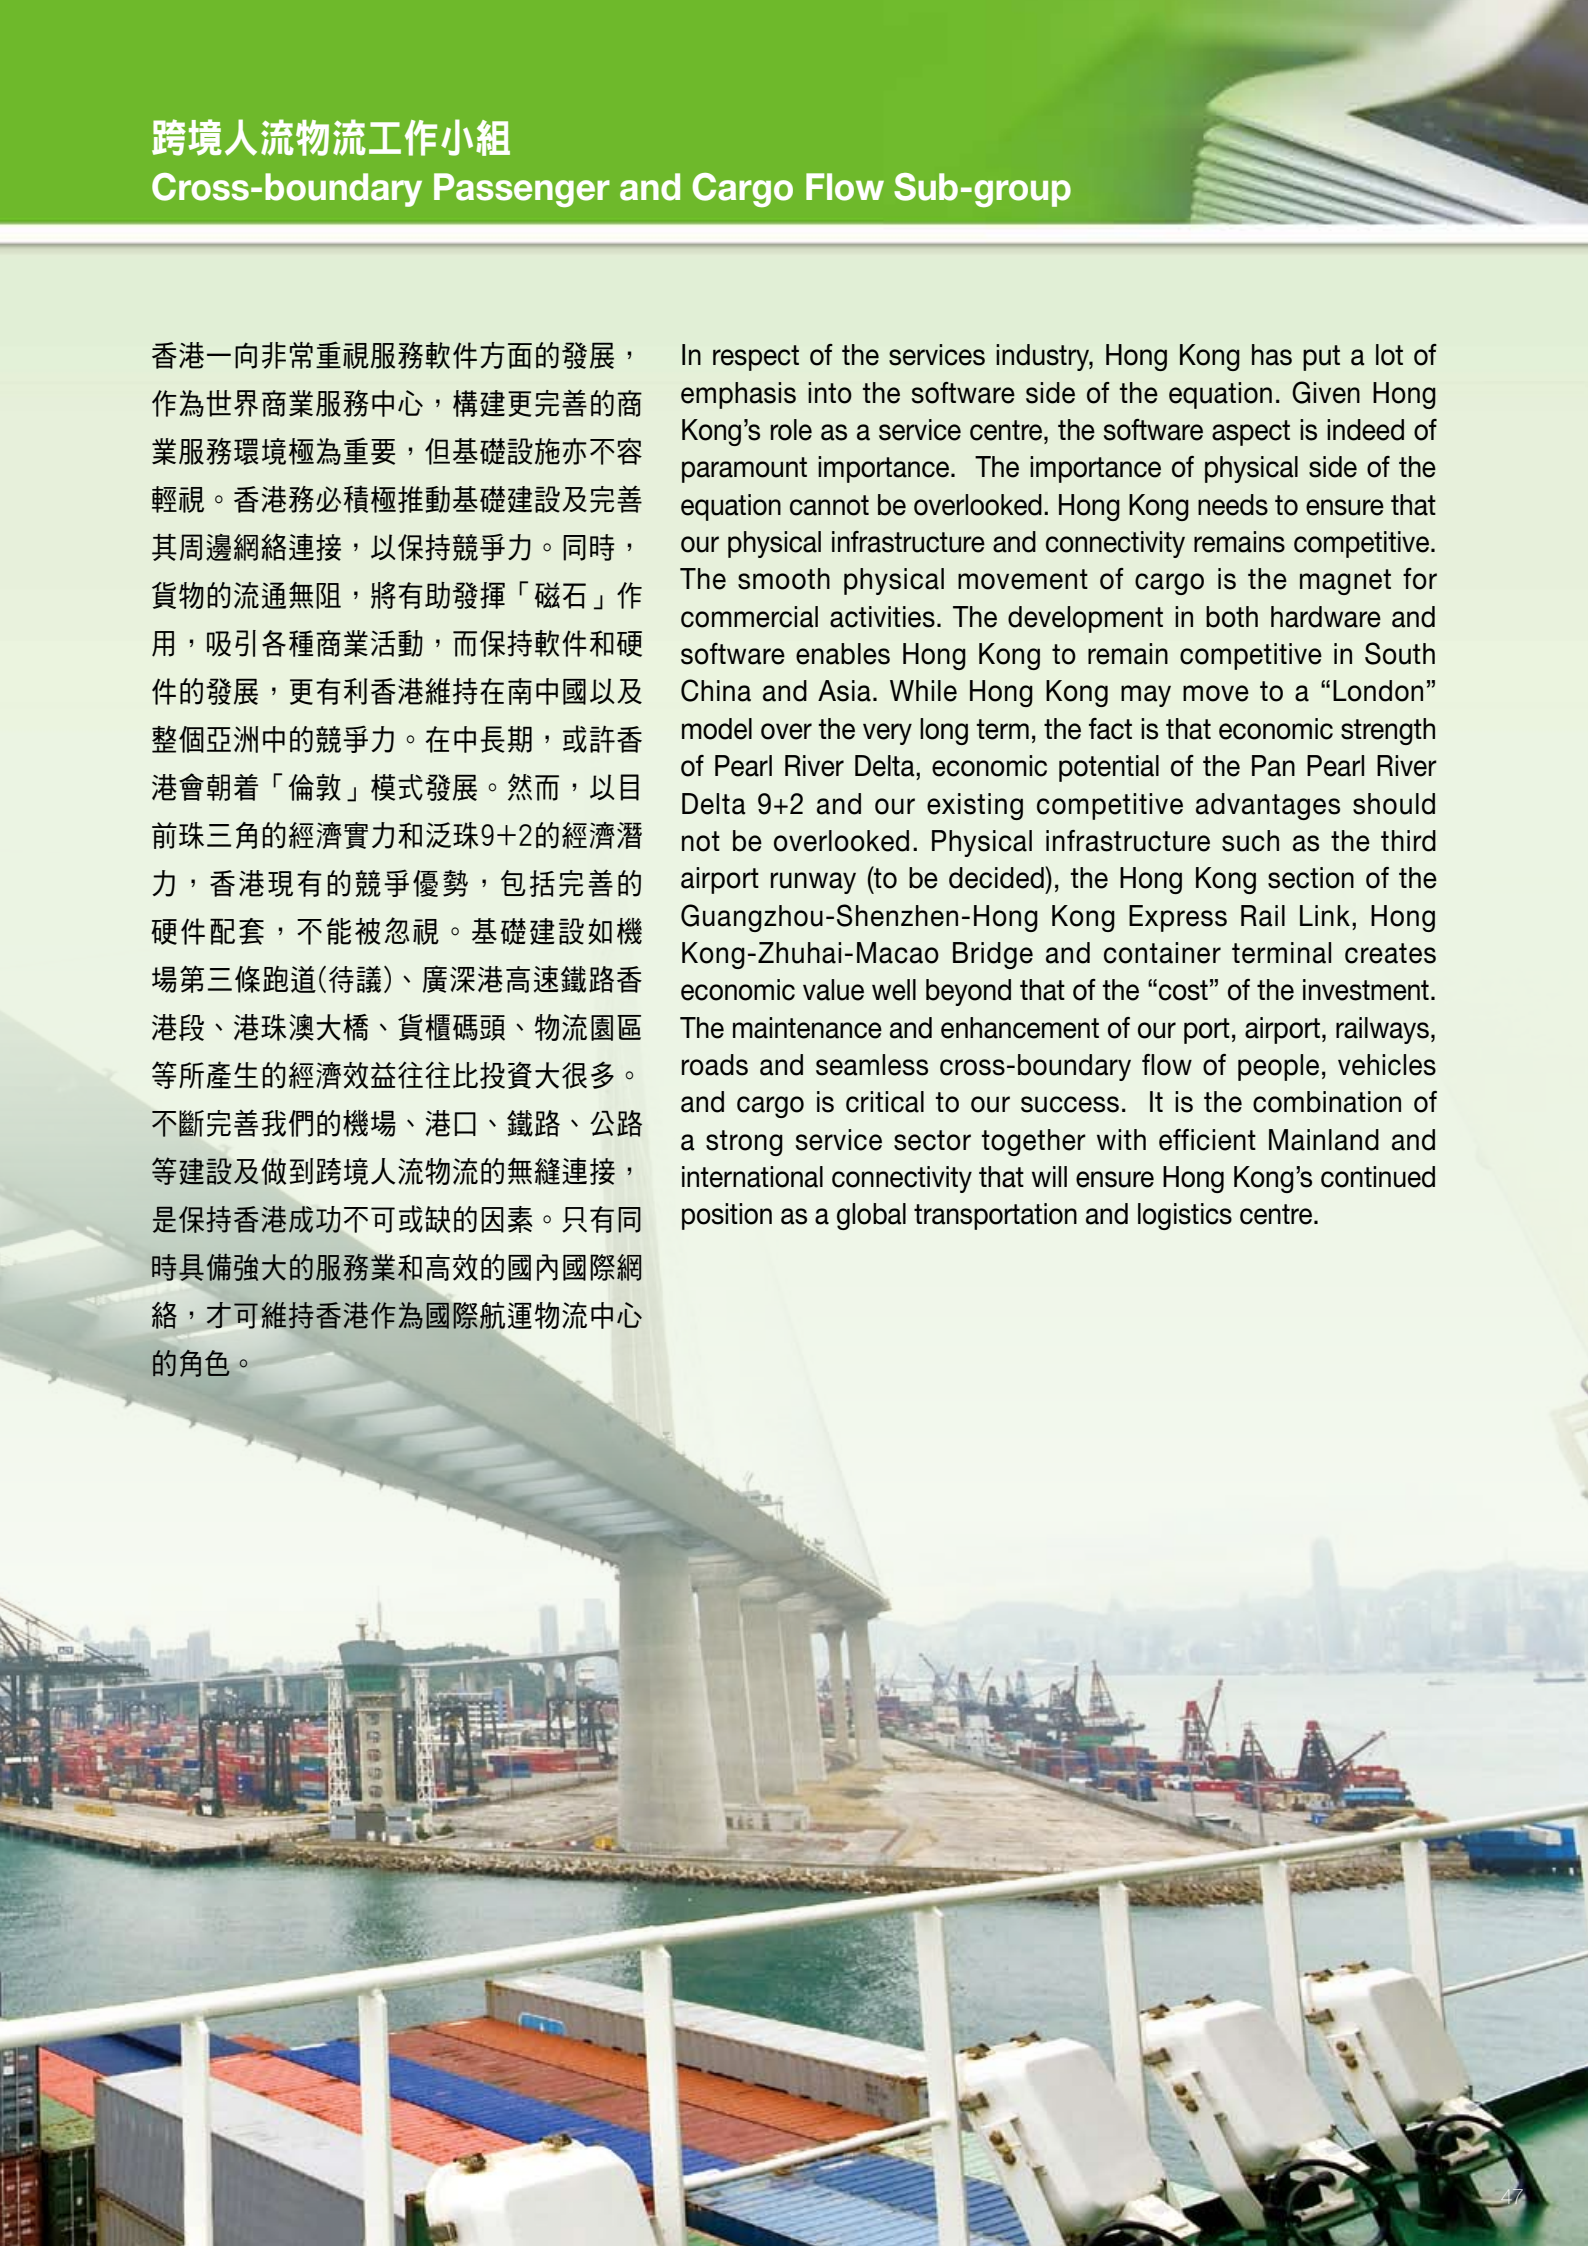 跨境人流物流工作小組
Cross-boundary Passenger and Cargo Flow Sub-group
香港一向非常重視服務軟件方面的發展，
作為世界商業服務中心，構建更完善的商
業服務環境極為重要，但基礎設施亦不容
輕視。香港務必積極推動基礎建設及完善
其周邊網絡連接，以保持競爭力。同時，
貨物的流通無阻，將有助發揮「磁石」作
用，吸引各種商業活動，而保持軟件和硬
件的發展，更有利香港維持在南中國以及
整個亞洲中的競爭力。在中長期，或許香
港會朝着「倫敦」模式發展。然而，以目
前珠三角的經濟實力和泛珠9+2的經濟潛
力，香港現有的競爭優勢，包括完善的
硬件配套，不能被忽視。基礎建設如機
場第三條跑道(待議)、廣深港高速鐵路香
港段、港珠澳大橋、貨櫃碼頭、物流園區
等所產生的經濟效益往往比投資大很多。
不斷完善我們的機場、港口、鐵路、公路
等建設及做到跨境人流物流的無縫連接，
是保持香港成功不可或缺的因素。只有同
時具備強大的服務業和高效的國內國際網
絡，才可維持香港作為國際航運物流中心
的角色。
In respect of the services industry, Hong Kong has put a lot of
emphasis into the software side of the equation. Given Hong
Kong’s role as a service centre, the software aspect is indeed of
paramount importance.  The importance of physical side of the
equation cannot be overlooked. Hong Kong needs to ensure that
our physical infrastructure and connectivity remains competitive.
The smooth physical movement of cargo is the magnet for
commercial activities. The development in both hardware and
software enables Hong Kong to remain competitive in South
China and Asia. While Hong Kong may move to a “London”
model over the very long term, the fact is that economic strength
of Pearl River Delta, economic potential of the Pan Pearl River
Delta 9+2 and our existing competitive advantages should
not be overlooked. Physical infrastructure such as the third
airport runway (to be decided), the Hong Kong section of the
Guangzhou-Shenzhen-Hong Kong Express Rail Link, Hong
Kong-Zhuhai-Macao Bridge and container terminal creates
economic value well beyond that of the “cost” of the investment.
The maintenance and enhancement of our port, airport, railways,
roads and seamless cross-boundary flow of people, vehicles
and cargo is critical to our success.  It is the combination of
a strong service sector together with efficient Mainland and
international connectivity that will ensure Hong Kong’s continued
position as a global transportation and logistics centre.
47